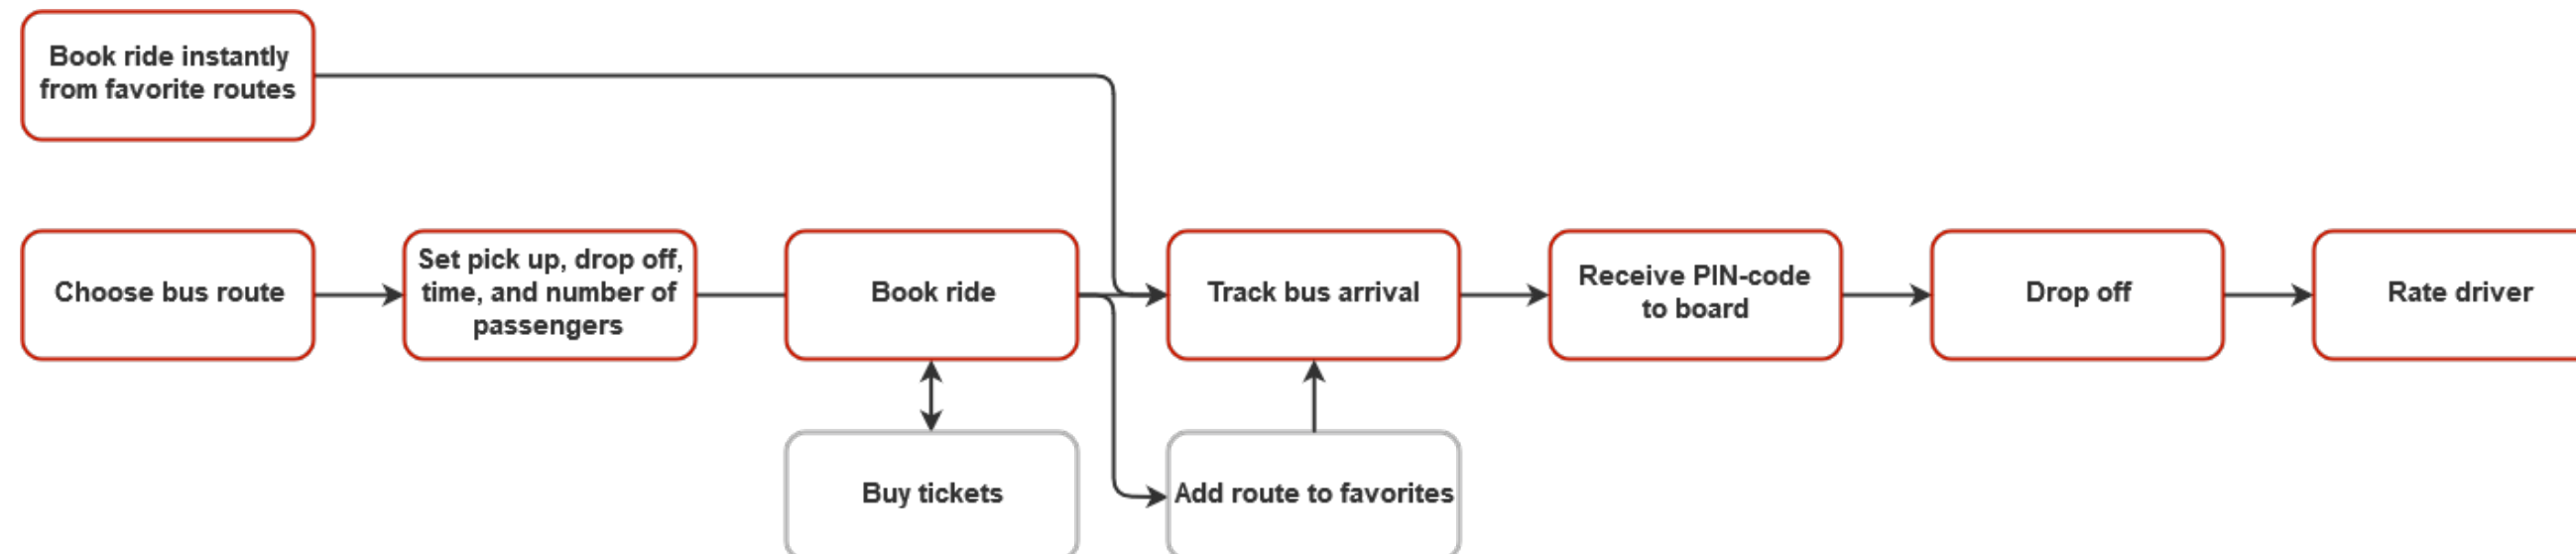 Book ride instantly
from favorite routes
Choose bus route
Set pick up, drop off,
time, and number of
passengers
Book ride
Track bus arrival
Receive PIN-code
to board
Drop off
Rate driver
Buy tickets
Add route to favorites